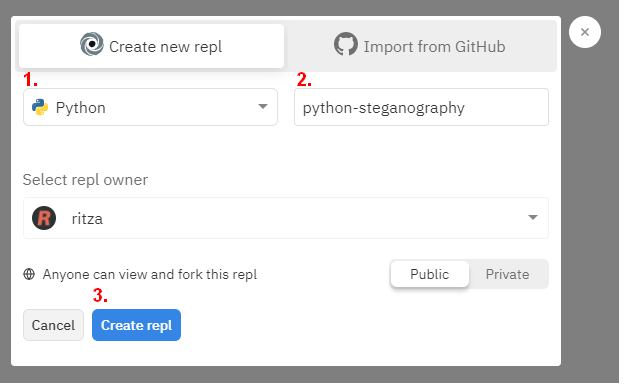 Create new repl
Import from GitHub
1.
2.
Python
python-steganography
Select repl owner
R ritza
Anyone can view and fork this repl
Public
Private
3.
Cancel
Create repl